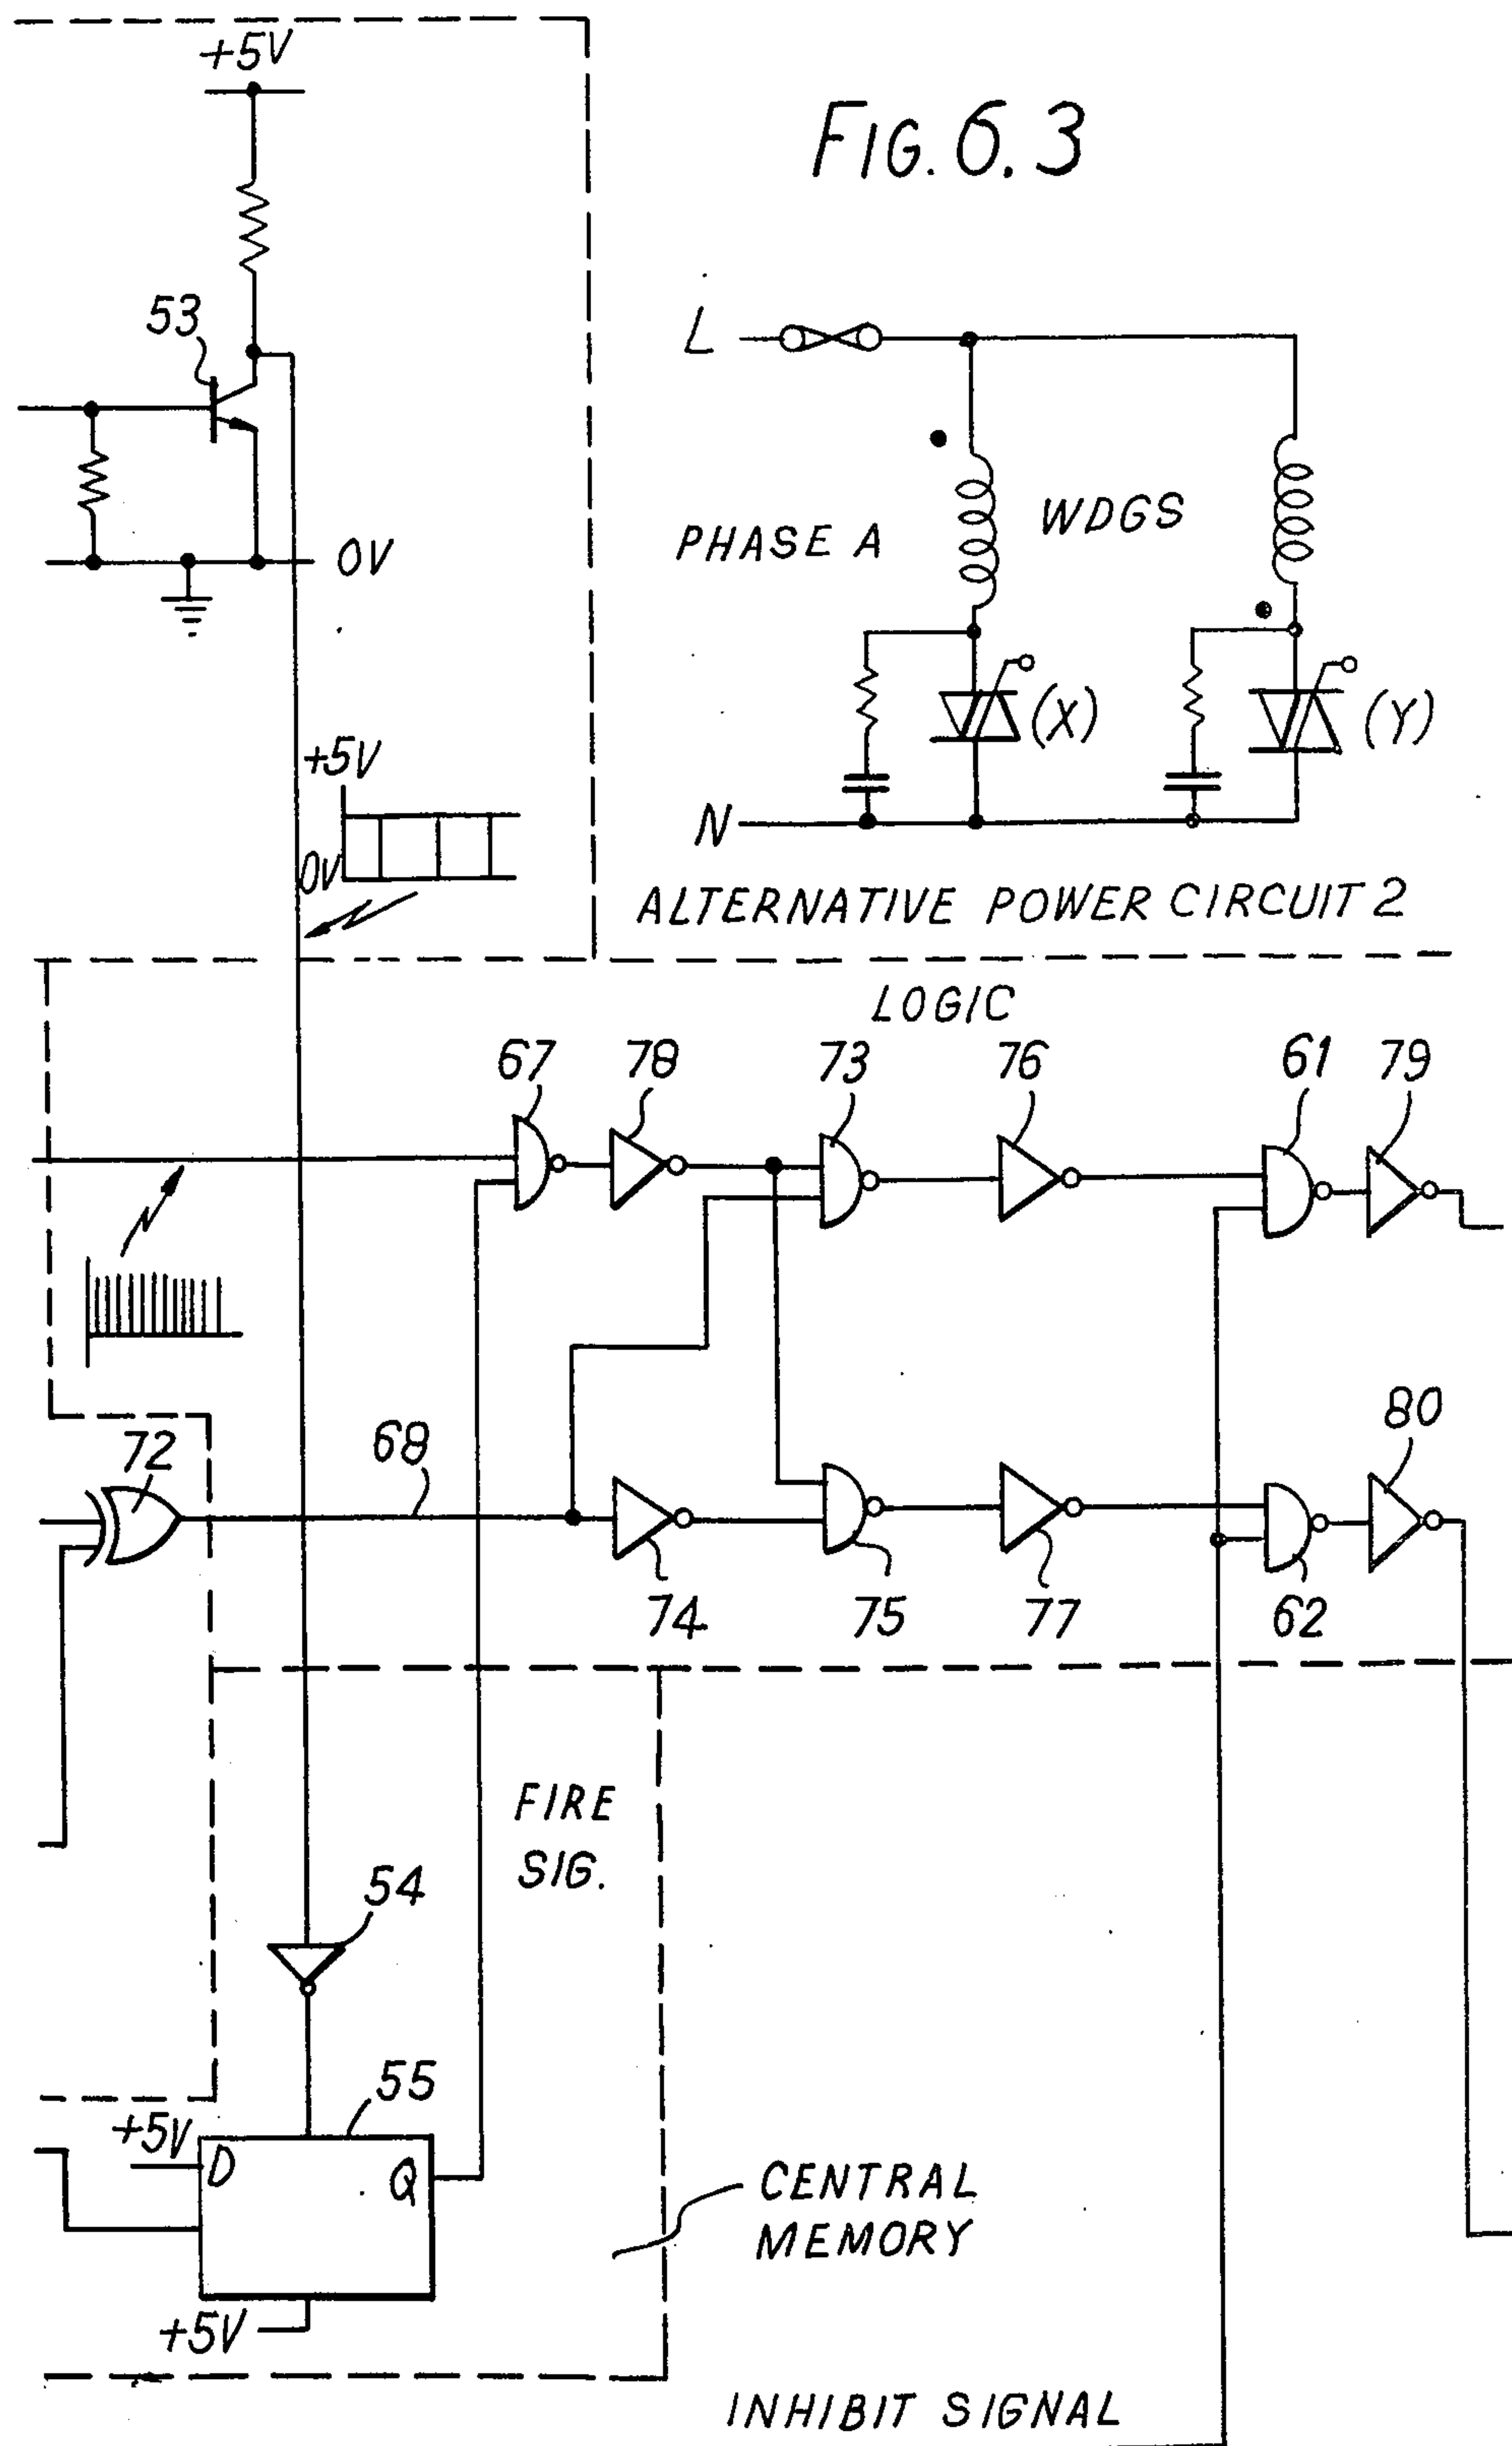 +5V
FIG. 6.3
53
L
WDGS
PHASE A
0V
(X)
(Y)
+5V
N
0V
ALTERNATIVE POWER CIRCUIT 2
LOGIC
67
78
73
76
61
79
80
72
68
74
75
77
62
FIRE
SIG.
54
55
+5V
D
Q
CENTRAL
MEMORY
+5V
INHIBIT SIGNAL